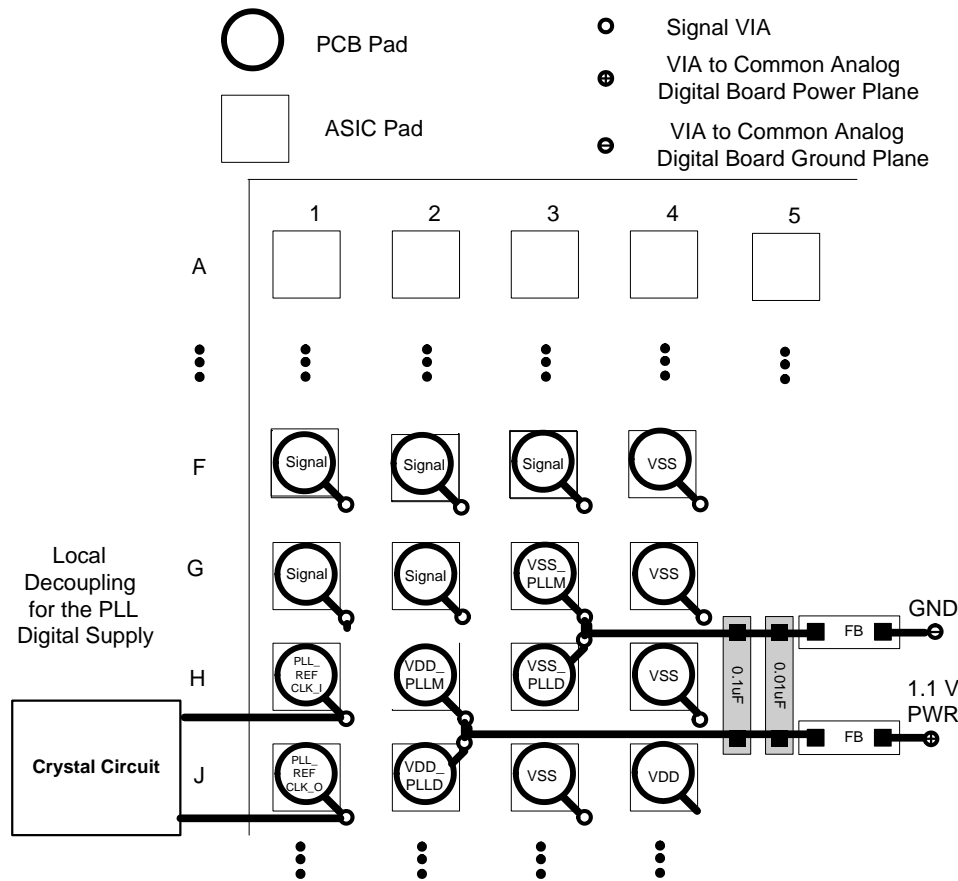 PCB Pad
Signal VIA
VIA to Common Analog
Digital Board Power Plane
ASIC Pad
VIA to Common Analog
Digital Board Ground Plane
1
2
3
4
5
A
F
Signal
Signal
Signal
VSS
Local
Decoupling
for the PLL
Digital Supply
G
Signal
Signal
VSS_
PLLM
VSS
GND
FB
H
PLL_
REF
CLK_I
VDD_
PLLM
VSS_
PLLD
VSS
0.1uF
0.01uF
1.1 V
PWR
FB
Crystal Circuit
J
PLL_
REF
CLK_O
VDD_
PLLD
VSS
VDD